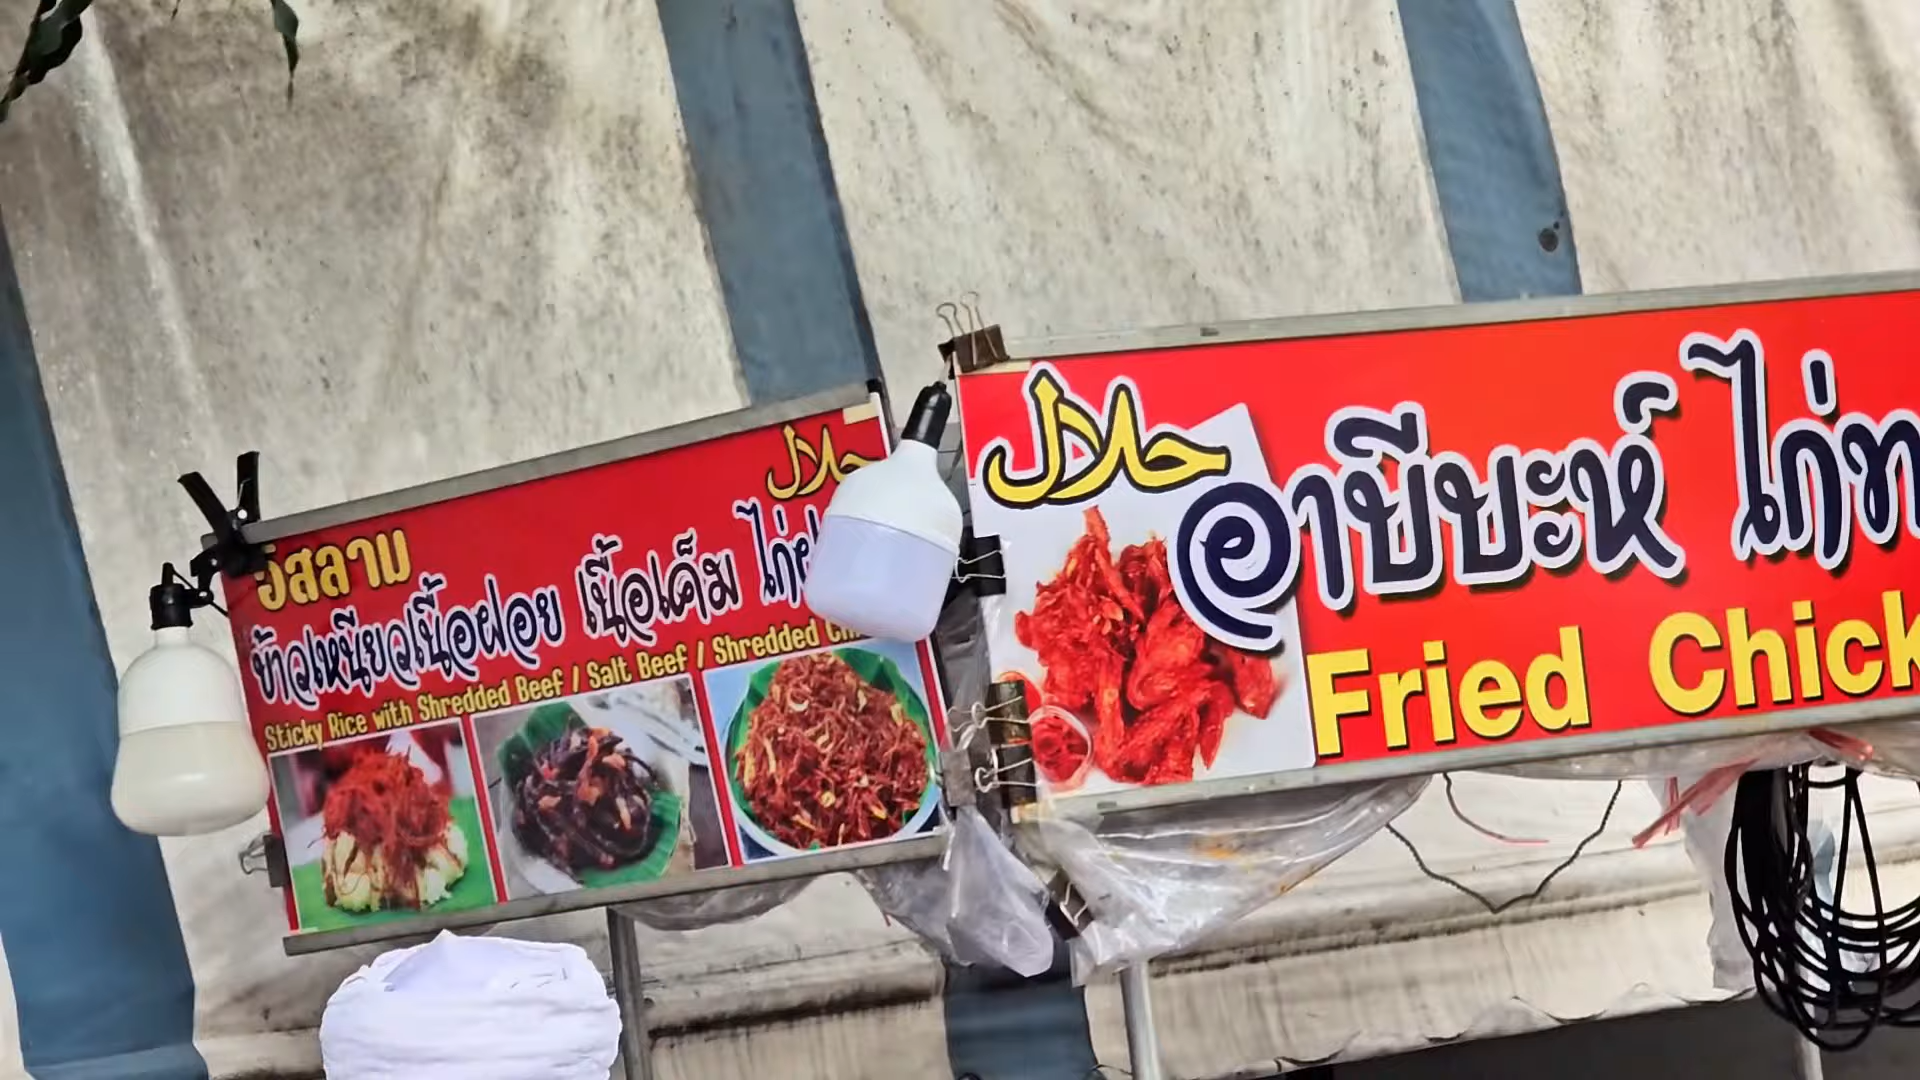 حلال
อิสลาม
ข้าวเหนียวเนื้อฝอย เนื้อเค็ม
Sticky Rice with Shredded Beef / Salt Beef / Shredded
حلال
อาบีบะห์
Fried